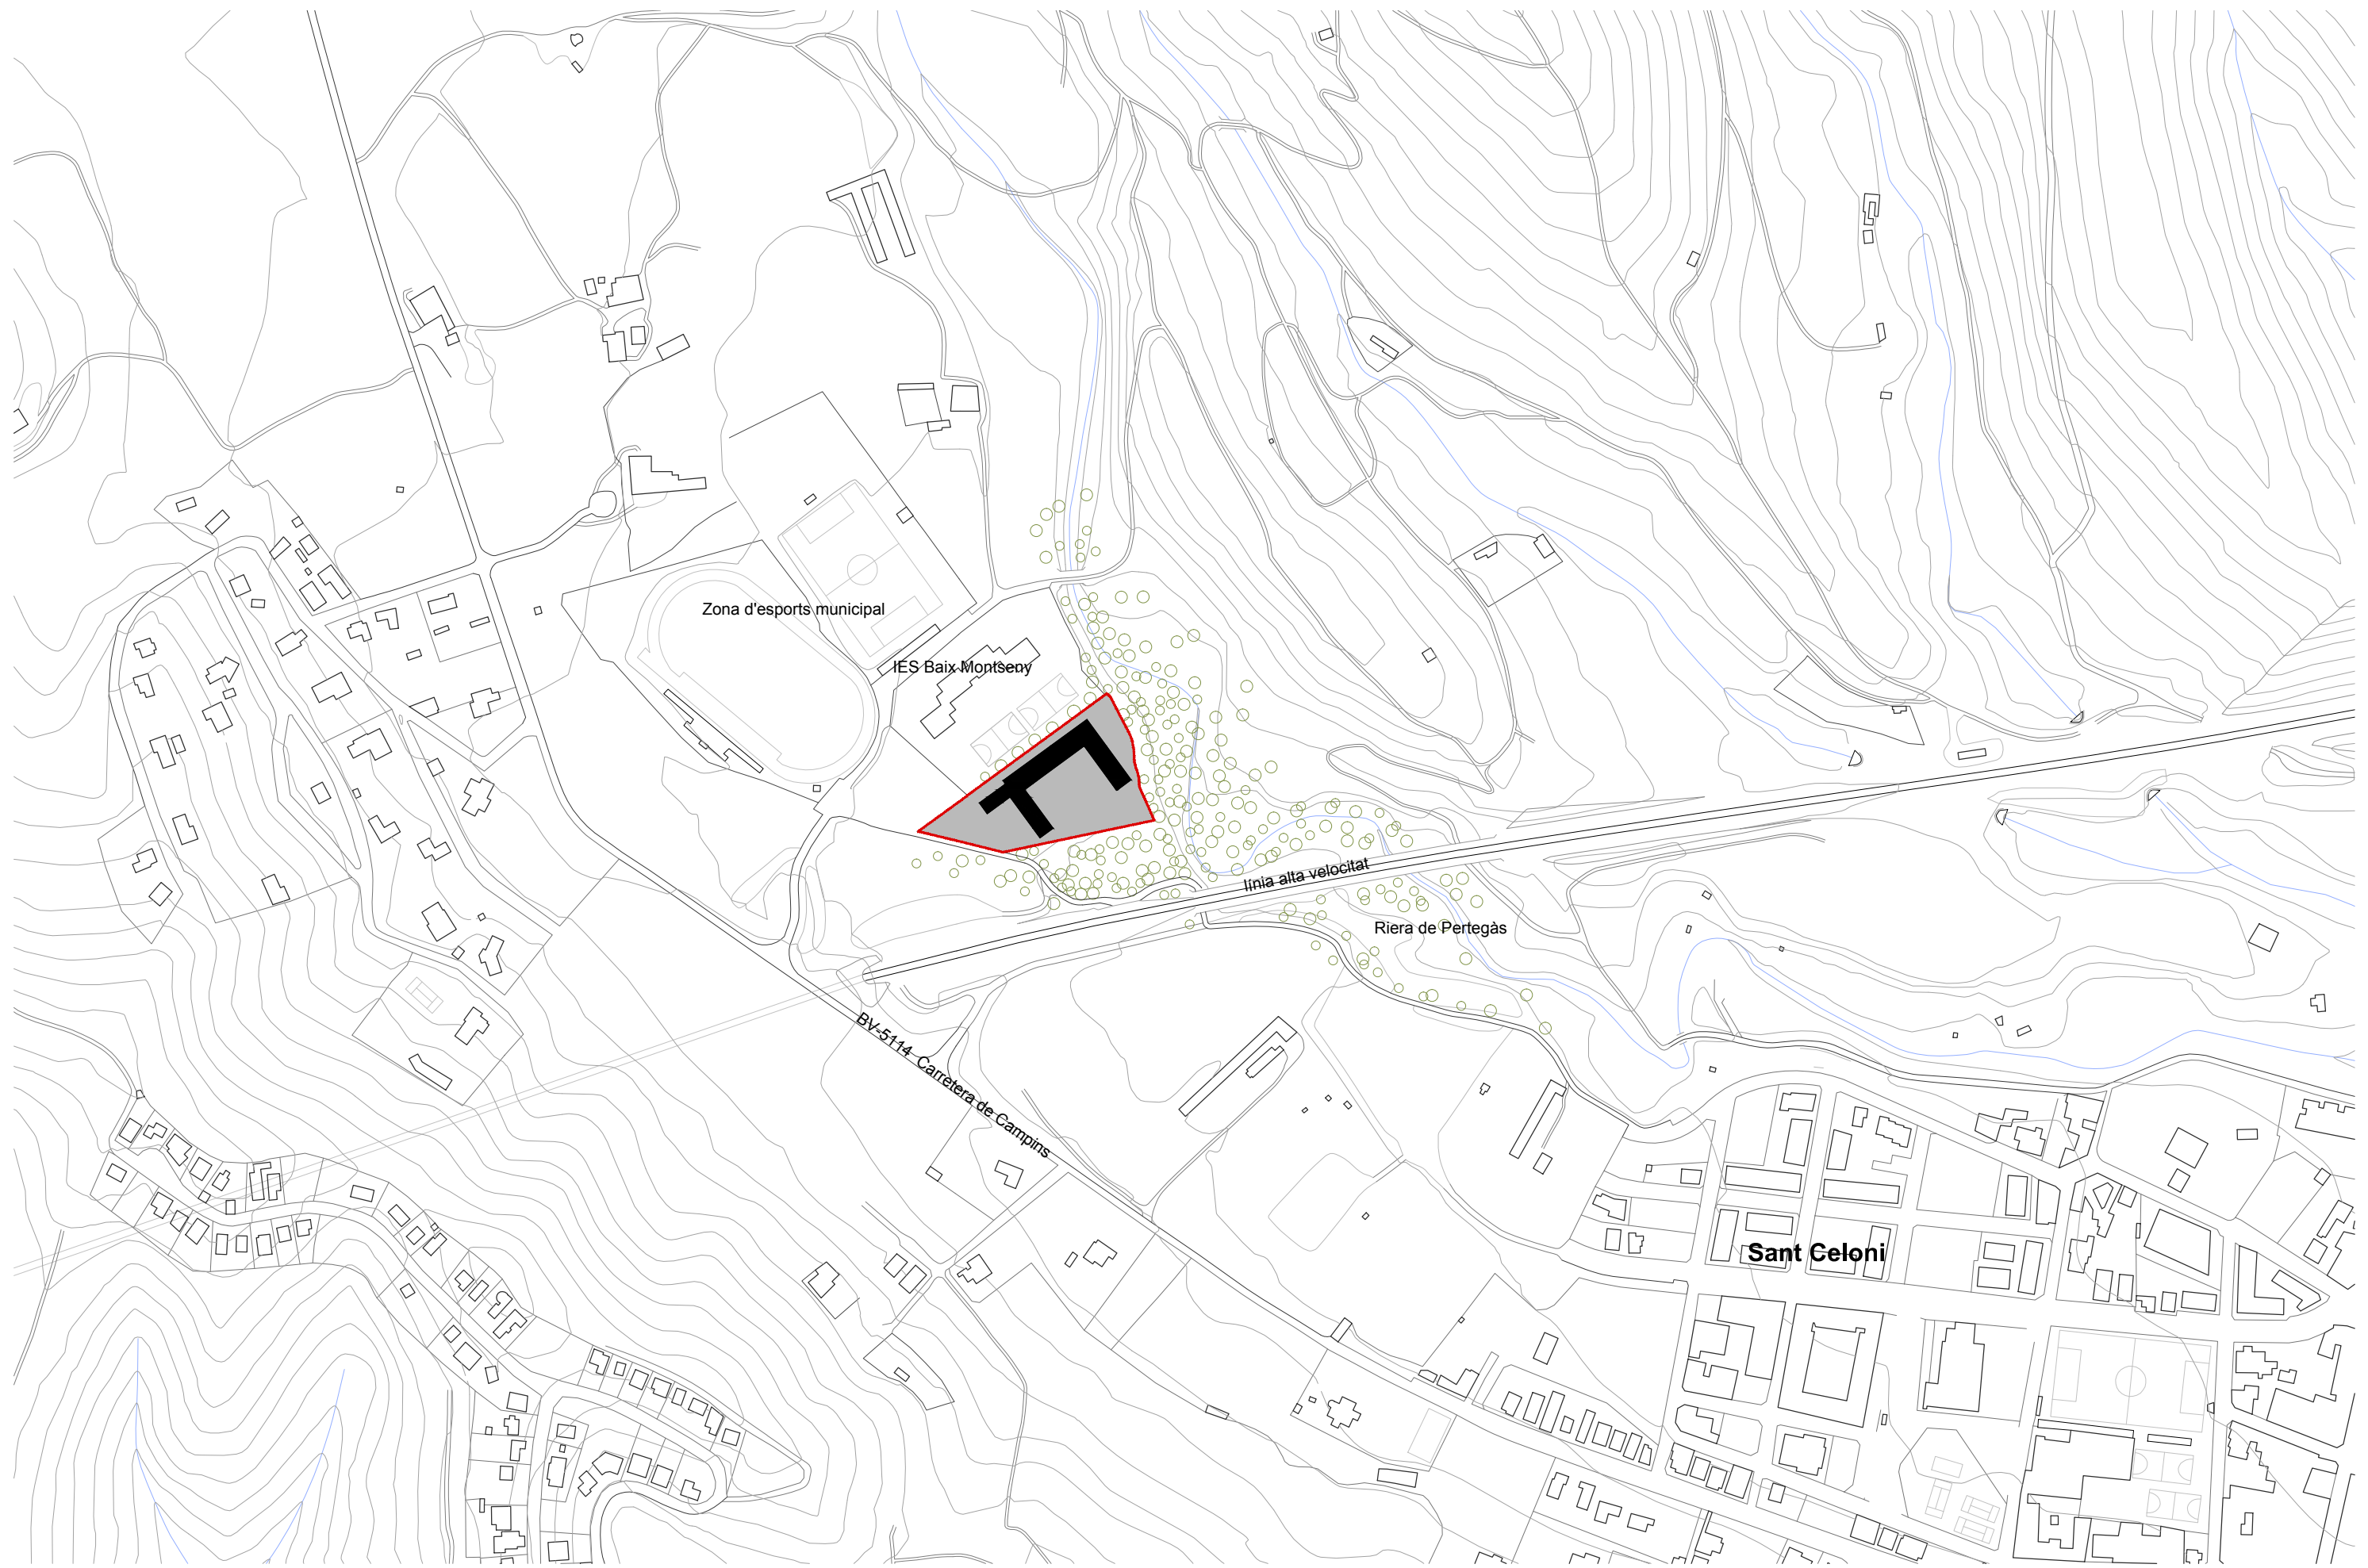 Zona d'esports municipal
IES Baix Montseny
línia alta velocitat
Riera de Pertegàs
BV-5114 Carretera de Campins
Sant Celoni